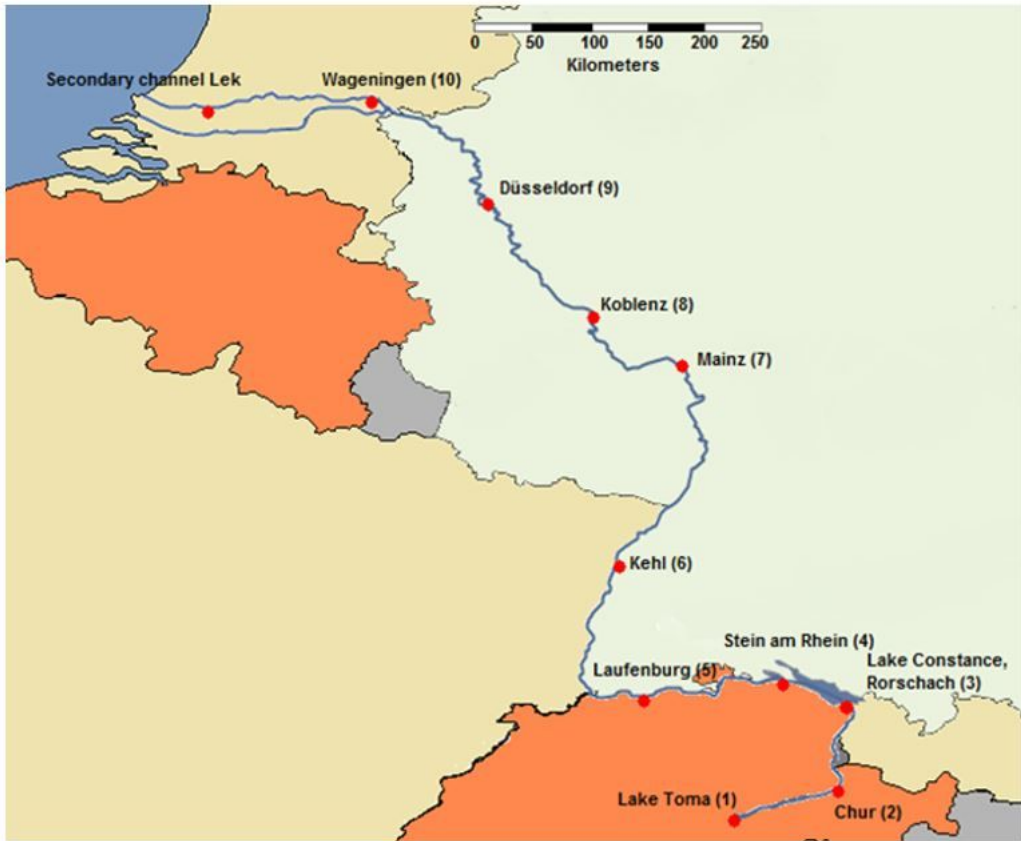 0 50 100 150 200 250
Kilometers
Secondary channel Lek
Wageningen (10)
Düsseldorf (9)
Koblenz (8)
Mainz (7)
Kehl (6)
Stein am Rhein (4)
Laufenburg (5)
Lake Constance,
Rorschach (3)
Lake Toma (1)
Chur (2)